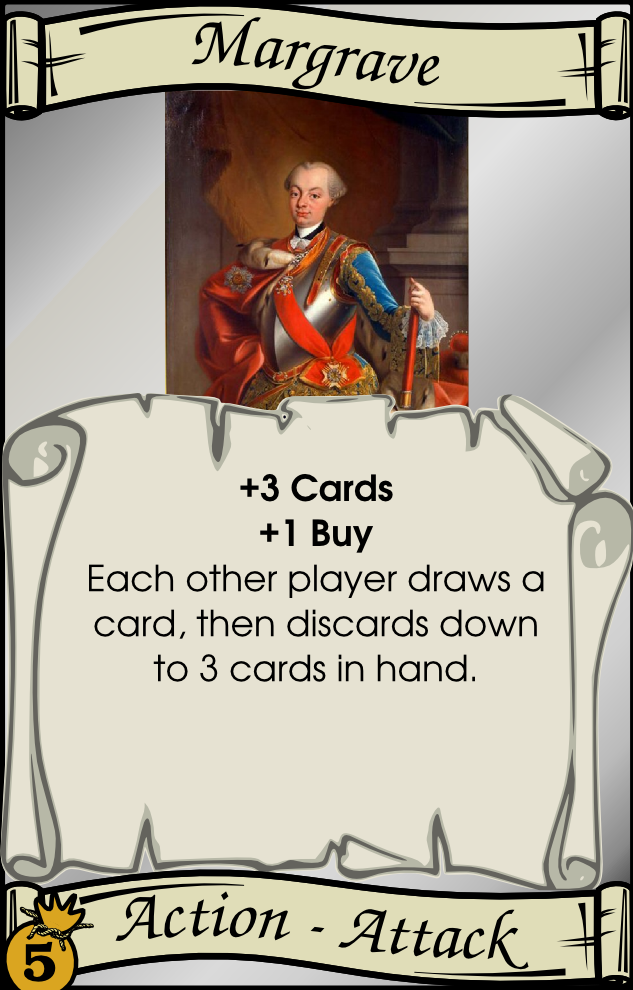 Margrave
+3 Cards
+1 Buy
Each other player draws a
card, then discards down
to 3 cards in hand.
Action - Attack
5